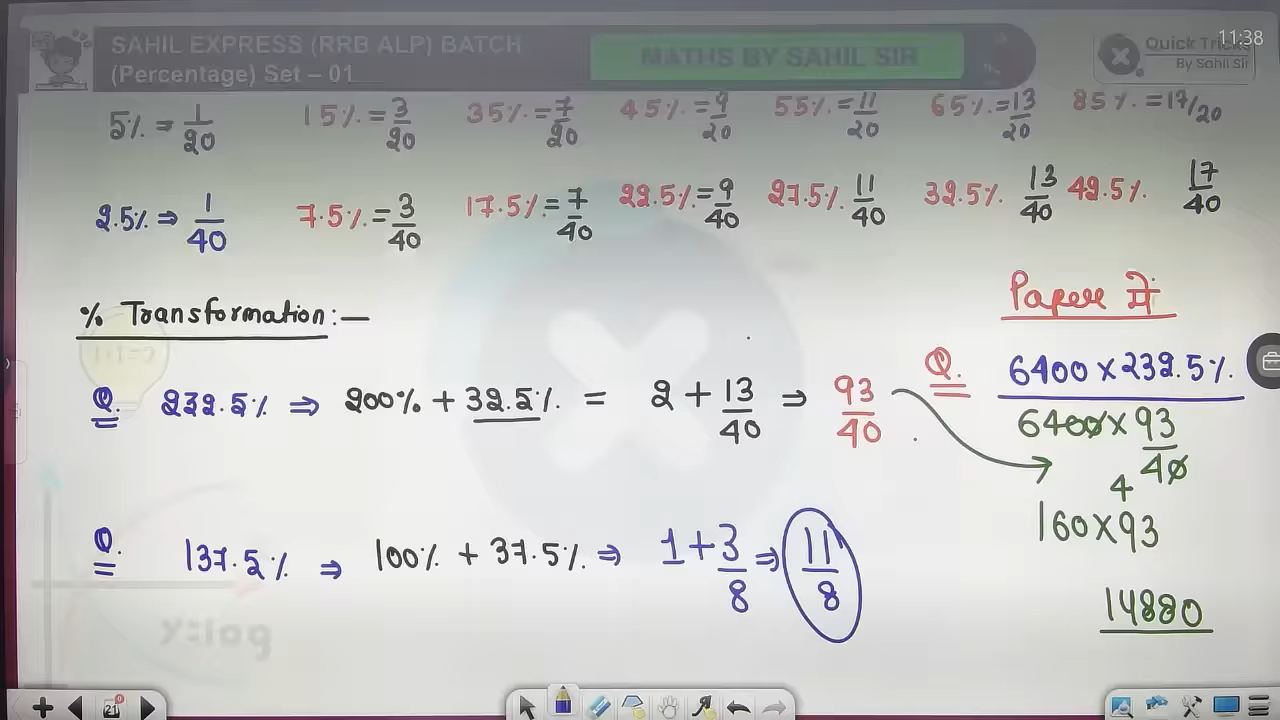 11:38
SAHIL EXPRESS (RRB ALP) BATCH
(Percentage) Set – 01
MATHS BY SAHIL SIR
Quick Tricks
By Sahil Sir
5% ⇒ 1/20 15% = 3/20 35% = 7/20 45% = 9/20 55% = 11/20 65% = 13/20 85% = 17/20
2.5% ⇒ 1/40 7.5% = 3/40 17.5% = 7/40 22.5% = 9/40 27.5% 11/40 32.5% 13/40 42.5% 17/40
% Transformation :—
Paper में
Q. 232.5% ⇒ 200% + 32.5% = 2 + 13/40 ⇒ 93/40
Q. 6400 × 232.5%
6400 × 93/40
4
160 × 93
14880
Q. 137.5% ⇒ 100% + 37.5% ⇒ 1 + 3/8 ⇒ 11/8
y=log
21